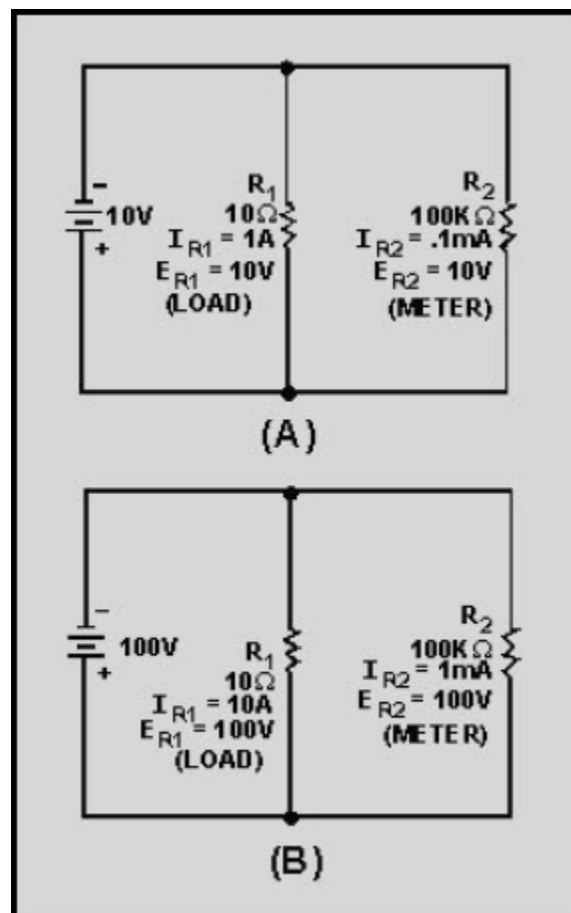 -
10V
+
R1
10Ω
IR1 = 1A
ER1 = 10V
(LOAD)
R2
100K Ω
IR2 = .1mA
ER2 = 10V
(METER)
(A)
-
100V
+
R1
10Ω
IR1 = 10A
ER1 = 100V
(LOAD)
R2
100K Ω
IR2 = 1mA
ER2 = 100V
(METER)
(B)